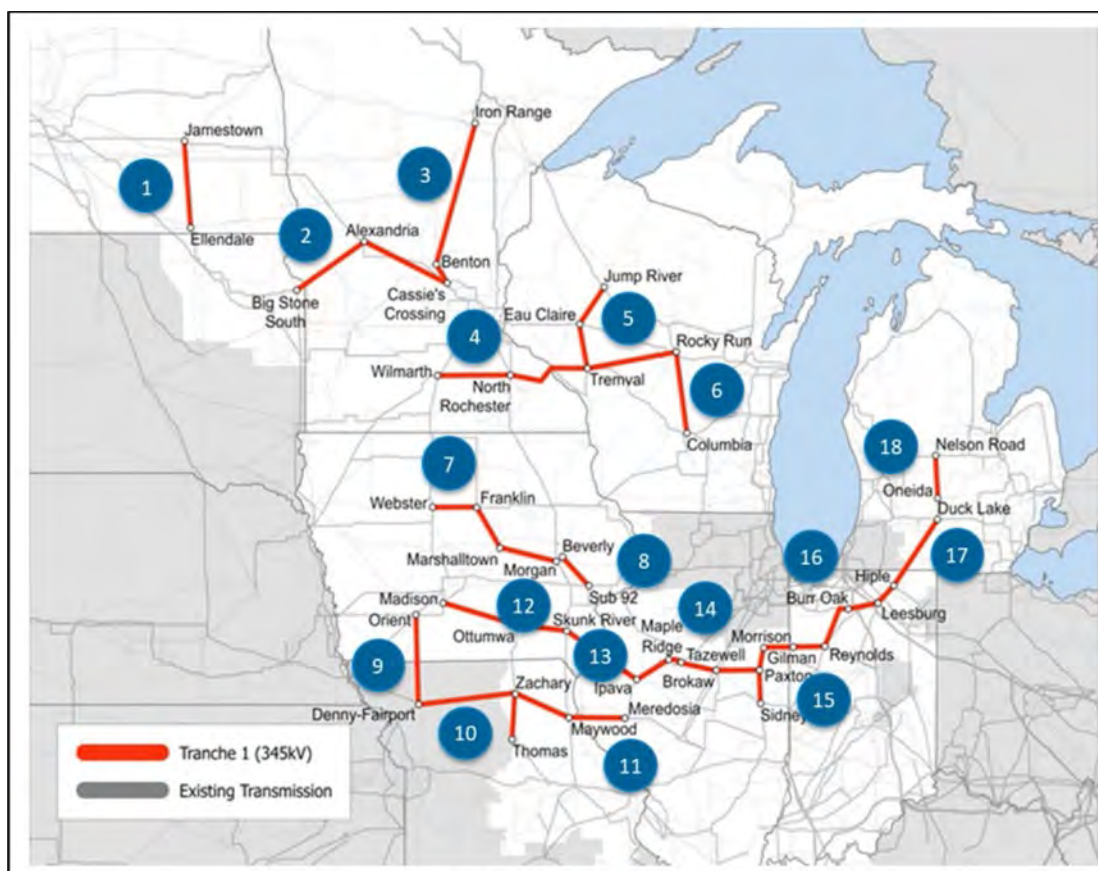 Iron Range
Jamestown
3
1
2
Alexandria
Ellendale
Benton
Jump River
Big Stone
South
Cassie's
Crossing
Eau Claire
5
4
Rocky Run
Wilmarth
North
Rochester
Tremval
6
Columbia
18
Nelson Road
7
Oneida
Webster
Franklin
Duck Lake
Marshalltown
Beverly
Morgan
8
16
17
Sub 92
Hiple
Burr Oak
Leesburg
Madison
12
14
Orient
Skunk River
Ottumwa
Maple
Ridge
Morrison
13
Tazewell
Gilman
Reynolds
9
Ipava
Brokaw
Paxton
15
Zachary
Sidney
Denny-Fairport
Meredosia
Maywood
10
Thomas
11
Tranche 1 (345kV)
Existing Transmission